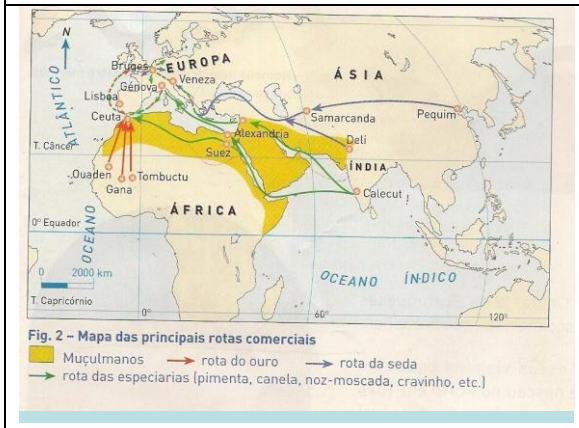 N
EUROPA
ÁSIA
ATLÂNTICO
Bruges
Génova
Veneza
Lisboa
Ceuta
Samarcanda
Pequim
Alexandria
Deli
T. Câncer
Suez
ÍNDIA
Ouaden
Tombuctu
Gana
Calecut
ÁFRICA
0° Equador
OCEANO
0 2000 km
OCEANO ÍNDICO
T. Capricórnio
0°
60°
120°
Fig. 2 – Mapa das principais rotas comerciais
Muçulmanos rota do ouro rota da seda
rota das especiarias (pimenta, canela, noz-moscada, cravinho, etc.)